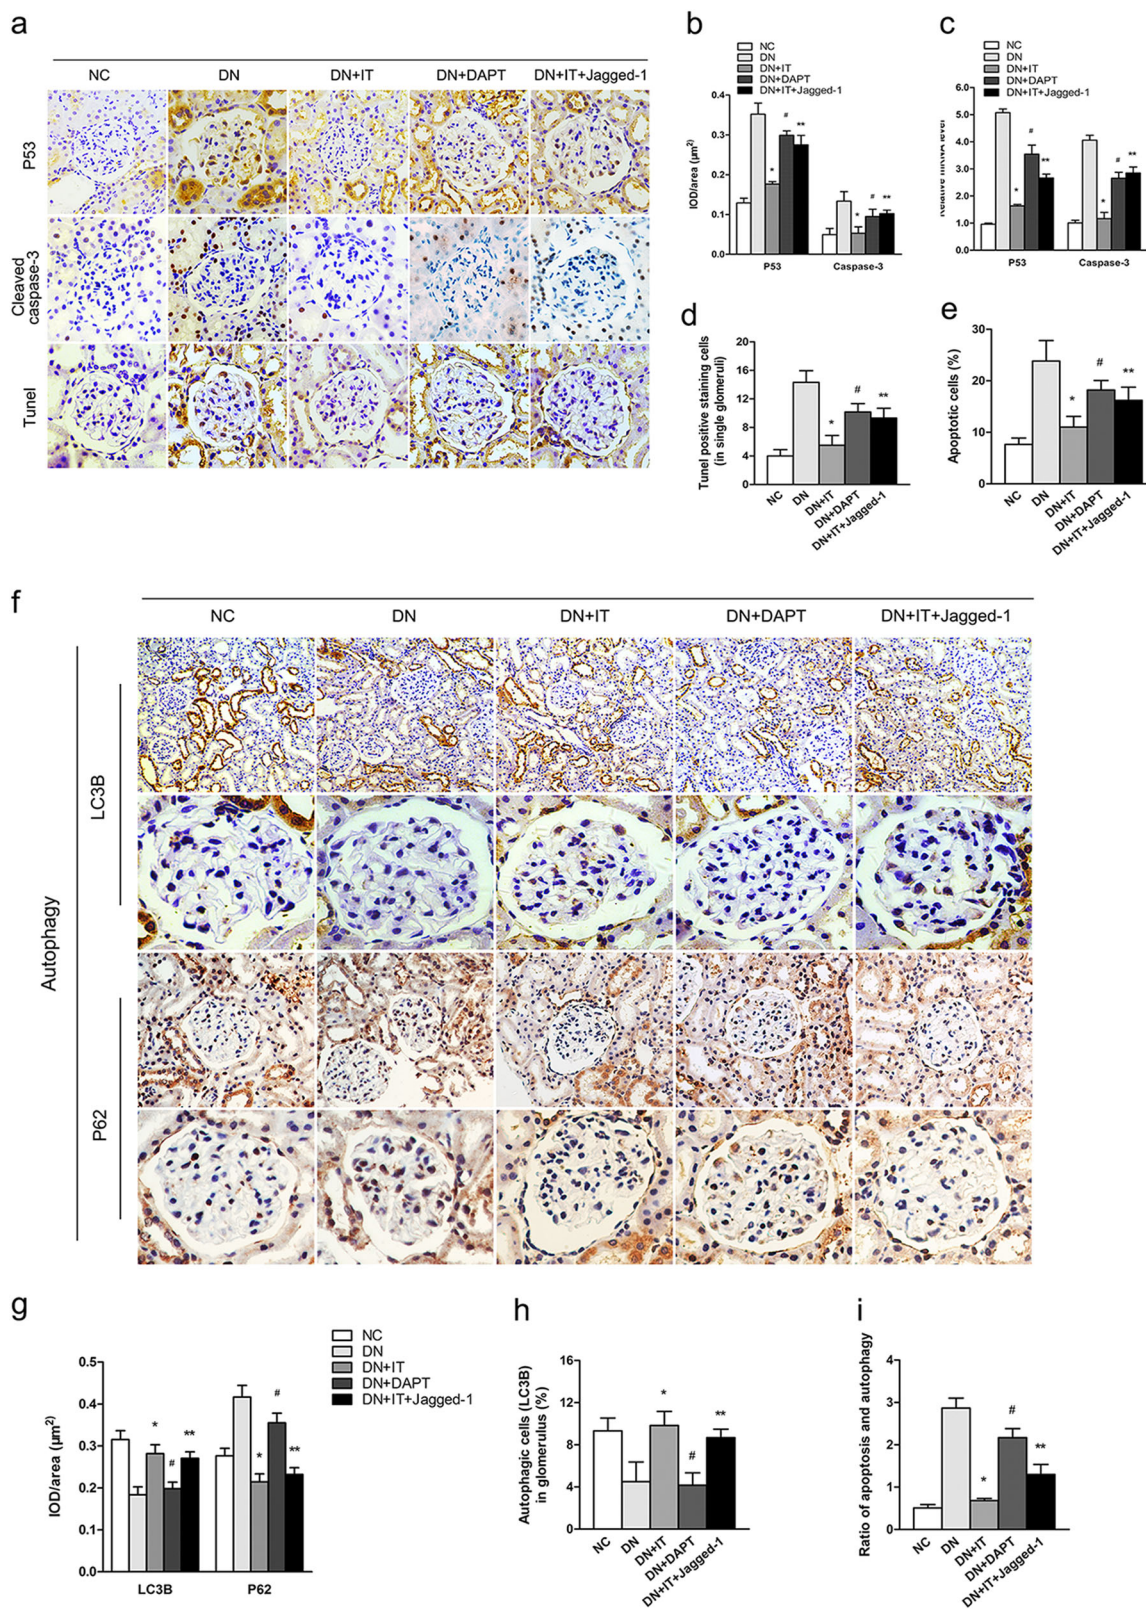 a
NC
DN
DN+IT
DN+DAPT
DN+IT+Jagged-1
P53
Cleaved
caspase-3
Tunel
b
NC
DN
DN+IT
DN+DAPT
DN+IT+Jagged-1
IOD/area (μm²)
0.4
0.3
0.2
0.1
0.0
*
#
**
*
#
**
P53
Caspase-3
c
NC
DN
DN+IT
DN+DAPT
DN+IT+Jagged-1
Relative mRNA level
6.0
5.0
4.0
3.0
2.0
1.0
0.0
*
#
**
*
#
**
P53
Caspase-3
d
Tunel positive staining cells
(in single glomeruli)
20
16
12
8
4
0
*
#
**
NC
DN
DN+IT
DN+DAPT
DN+IT+Jagged-1
e
Apoptotic cells (%)
30
20
10
0
*
#
**
NC
DN
DN+IT
DN+DAPT
DN+IT+Jagged-1
f
NC
DN
DN+IT
DN+DAPT
DN+IT+Jagged-1
Autophagy
LC3B
P62
g
NC
DN
DN+IT
DN+DAPT
DN+IT+Jagged-1
IOD/area (μm²)
0.5
0.4
0.3
0.2
0.1
0.0
*
#
**
*
#
**
LC3B
P62
h
Autophagic cells (LC3B)
in glomerulus (%)
16
12
8
4
0
*
#
**
NC
DN
DN+IT
DN+DAPT
DN+IT+Jagged-1
i
Ratio of apoptosis and autophagy
4
3
2
1
0
*
#
**
NC
DN
DN+IT
DN+DAPT
DN+IT+Jagged-1